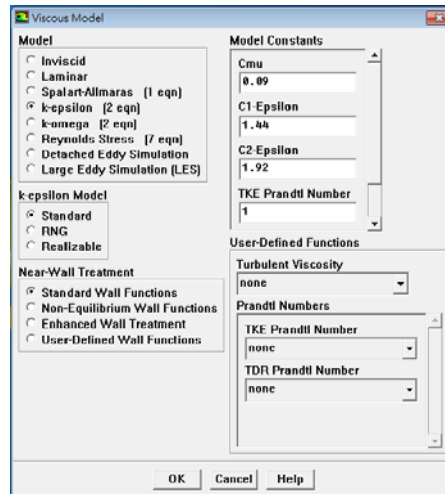 Viscous Model
Model
Inviscid
Laminar
Spalart-Allmaras (1 eqn)
k-epsilon (2 eqn)
k-omega (2 eqn)
Reynolds Stress (7 eqn)
Detached Eddy Simulation
Large Eddy Simulation (LES)
k-epsilon Model
Standard
RNG
Realizable
Near-Wall Treatment
Standard Wall Functions
Non-Equilibrium Wall Functions
Enhanced Wall Treatment
User-Defined Wall Functions
Model Constants
Cmu
0.09
C1-Epsilon
1.44
C2-Epsilon
1.92
TKE Prandtl Number
1
User-Defined Functions
Turbulent Viscosity
none
Prandtl Numbers
TKE Prandtl Number
none
TDR Prandtl Number
none
OK Cancel Help